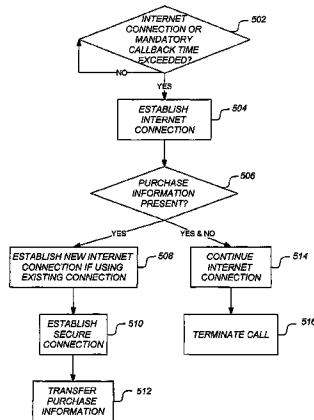 INTERNET
CONNECTION OR
MANDATORY
CALLBACK TIME
EXCEEDED?
502
NO
YES
ESTABLISH
INTERNET
CONNECTION
504
PURCHASE
INFORMATION
PRESENT?
506
YES
YES & NO
ESTABLISH NEW INTERNET
CONNECTION IF USING
EXISTING CONNECTION
508
CONTINUE
INTERNET
CONNECTION
514
ESTABLISH
SECURE
CONNECTION
510
TERMINATE CALL
516
TRANSFER
PURCHASE
INFORMATION
512